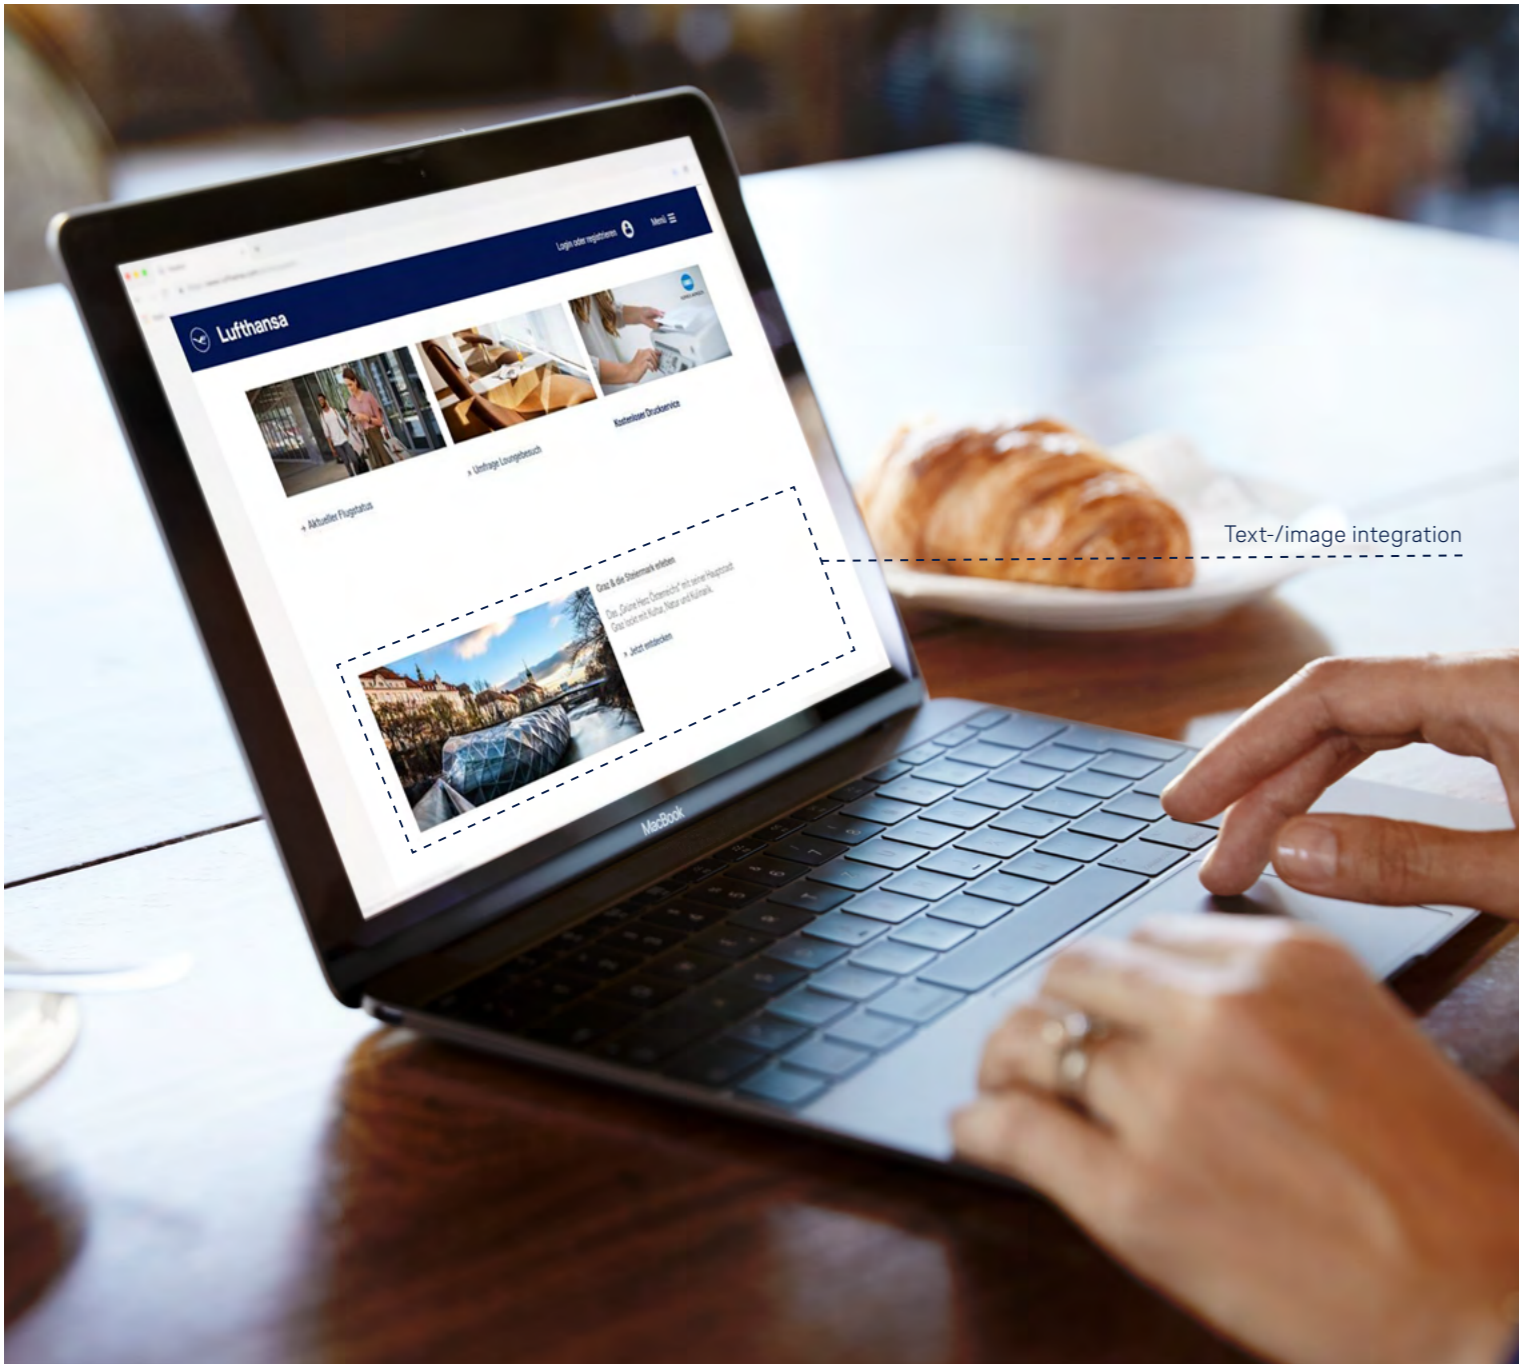 Login oder registrieren
Menü
Lufthansa
» Aktueller Flugstatus
» Umfrage Loungebesuch
Kostenloser Druckservice
Text-/image integration
Graz & die Steiermark erleben
Das „Grüne Herz Österreichs“ mit seiner Hauptstadt
Graz lockt mit Kultur, Natur und Kulinarik.
» Jetzt entdecken
MacBook